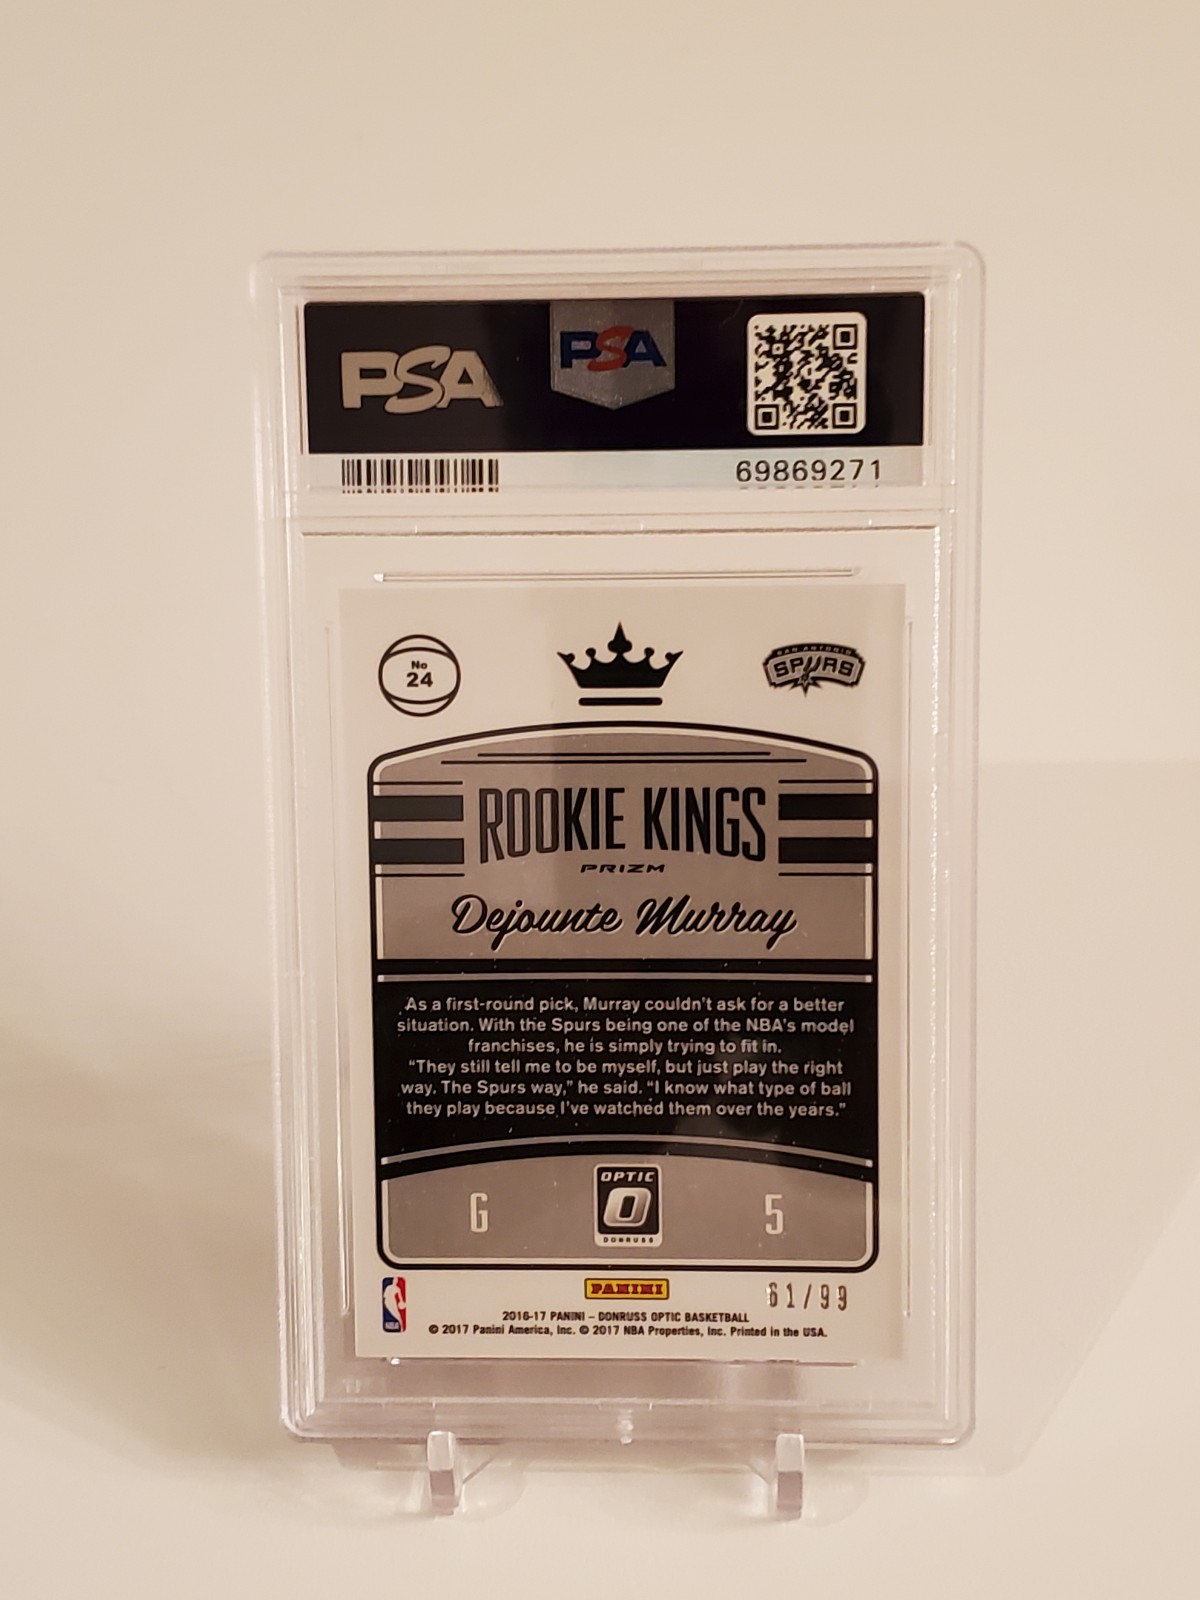 PSA
PSA
69869271
No
24
SAN ANTONIO
SPURS
ROOKIE KINGS
PRIZM
Dejounte Murray
As a first-round pick, Murray couldn't ask for a better
situation. With the Spurs being one of the NBA's model
franchises, he is simply trying to fit in.
"They still tell me to be myself, but just play the right
way. The Spurs way," he said. "I know what type of ball
they play because I've watched them over the years."
G
OPTIC
O
DONRUSS
5
NBA
PANINI
61/99
2016-17 PANINI – DONRUSS OPTIC BASKETBALL
© 2017 Panini America, Inc. © 2017 NBA Properties, Inc. Printed in the USA.